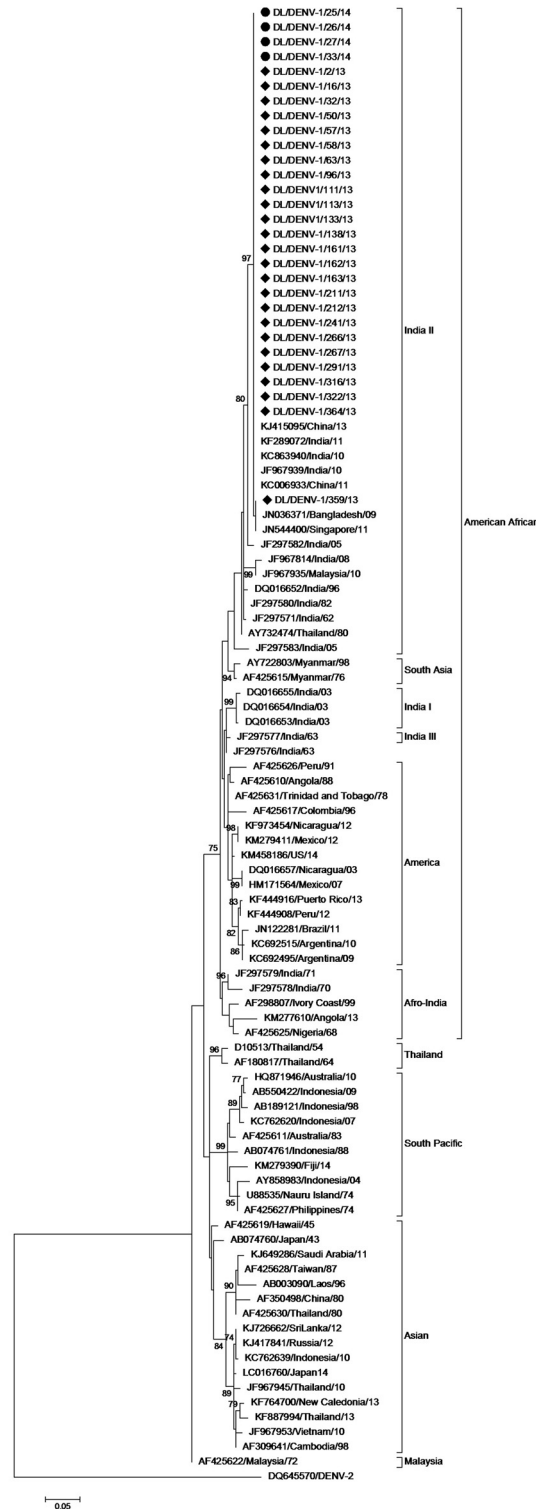 DL/DENV-1/25/14
DL/DENV-1/26/14
DL/DENV-1/27/14
DL/DENV-1/33/14
DL/DENV-1/2/13
DL/DENV-1/16/13
DL/DENV-1/32/13
DL/DENV-1/50/13
DL/DENV-1/57/13
DL/DENV-1/58/13
DL/DENV-1/63/13
DL/DENV-1/96/13
DL/DENV1/111/13
DL/DENV1/113/13
DL/DENV1/133/13
DL/DENV-1/138/13
DL/DENV-1/161/13
97
DL/DENV-1/162/13
DL/DENV-1/163/13
DL/DENV-1/211/13
DL/DENV-1/212/13
DL/DENV-1/241/13
India II
DL/DENV-1/266/13
DL/DENV-1/267/13
DL/DENV-1/291/13
DL/DENV-1/316/13
80
DL/DENV-1/322/13
DL/DENV-1/364/13
KJ415095/China/13
KF289072/India/11
KC863940/India/10
JF967939/India/10
KC006933/China/11
DL/DENV-1/359/13
JN036371/Bangladesh/09
American African
JN544400/Singapore/11
JF297582/India/05
JF967814/India/08
99
JF967935/Malaysia/10
DQ016652/India/96
JF297580/India/82
JF297571/India/62
AY732474/Thailand/80
JF297583/India/05
AY722803/Myanmar/98
South Asia
94
AF425615/Myanmar/76
DQ016655/India/03
99
DQ016654/India/03
India I
DQ016653/India/03
JF297577/India/63
India III
JF297576/India/63
AF425626/Peru/91
AF425610/Angola/88
AF425631/Trinidad and Tobago/78
AF425617/Colombia/96
98
KF973454/Nicaragua/12
KM279411/Mexico/12
75
KM458186/US/14
America
DQ016657/Nicaragua/03
99
HM171564/Mexico/07
83
KF444916/Puerto Rico/13
KF444908/Peru/12
82
JN122281/Brazil/11
KC692515/Argentina/10
86
KC692495/Argentina/09
96
JF297579/India/71
JF297578/India/70
AF298807/Ivory Coast/99
Afro-India
KM277610/Angola/13
AF425625/Nigeria/68
96
D10513/Thailand/54
Thailand
AF180817/Thailand/64
77
HQ871946/Australia/10
AB550422/Indonesia/09
89
AB189121/Indonesia/98
KC762620/Indonesia/07
AF425611/Australia/83
South Pacific
99
AB074761/Indonesia/88
KM279390/Fiji/14
AY858983/Indonesia/04
95
U88535/Nauru Island/74
AF425627/Philippines/74
AF425619/Hawaii/45
AB074760/Japan/43
KJ649286/Saudi Arabia/11
AF425628/Taiwan/87
90
AB003090/Laos/96
AF350498/China/80
AF425630/Thailand/80
74
KJ726662/SriLanka/12
Asian
84
KJ417841/Russia/12
KC762639/Indonesia/10
LC016760/Japan14
89
JF967945/Thailand/10
79
KF764700/New Caledonia/13
KF887994/Thailand/13
JF967953/Vietnam/10
AF309641/Cambodia/98
AF425622/Malaysia/72
Malaysia
DQ645570/DENV-2
0.05